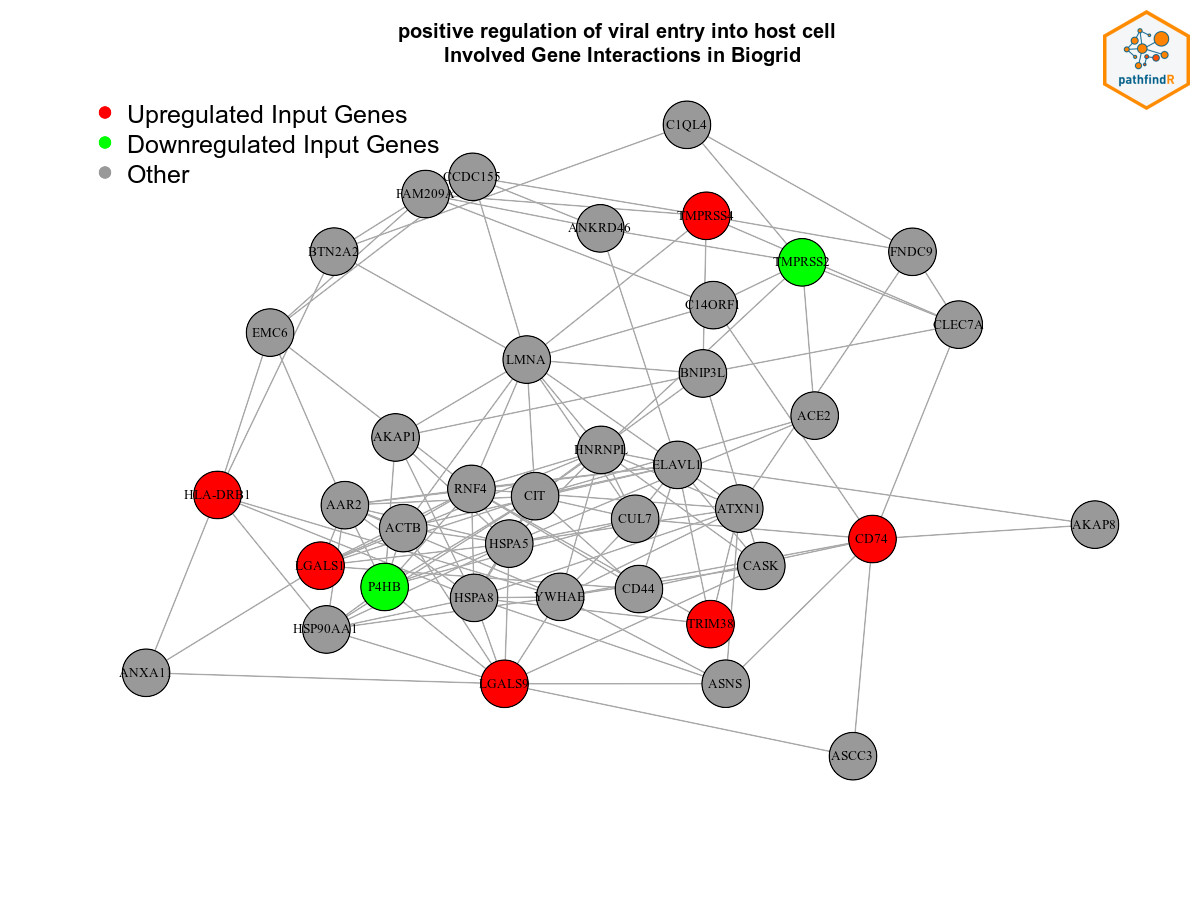 positive regulation of viral entry into host cell
Involved Gene Interactions in Biogrid
pathfindR
Upregulated Input Genes
Downregulated Input Genes
Other
C1QL4
CCDC155
FAM209A
TMPRSS4
ANKRD46
BTN2A2
TMPRSS2
FNDC9
C14ORF1
CLEC7A
EMC6
LMNA
BNIP3L
ACE2
AKAP1
HNRNPL
ELAVL1
RNF4
HLA-DRB1
CIT
AAR2
ATXN1
CUL7
AKAP8
ACTB
CD74
HSPA5
LGALS1
CASK
P4HB
CD44
HSPA8
YWHAE
TRIM38
HSP90AA1
ANXA1
LGALS9
ASNS
ASCC3